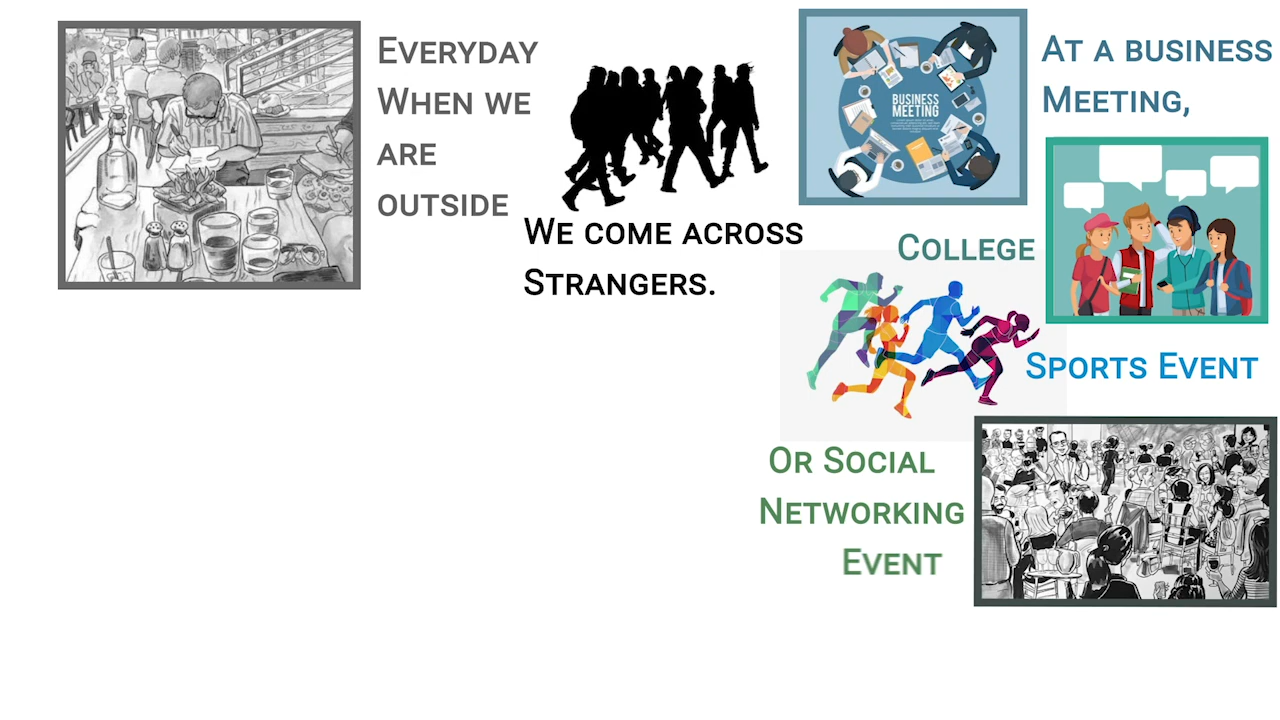 Everyday
When we
are
outside
We come across
Strangers.
BUSINESS
MEETING
At a business
Meeting,
College
Sports Event
Or Social
Networking
Event